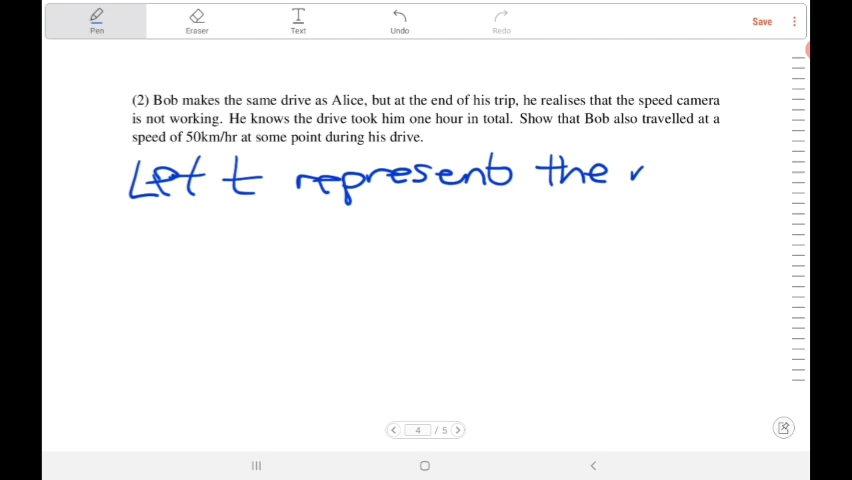 Pen
Eraser
Text
Undo
Redo
Save
(2) Bob makes the same drive as Alice, but at the end of his trip, he realises that the speed camera
is not working. He knows the drive took him one hour in total. Show that Bob also travelled at a
speed of 50km/hr at some point during his drive.
Let t represents the
4 / 5